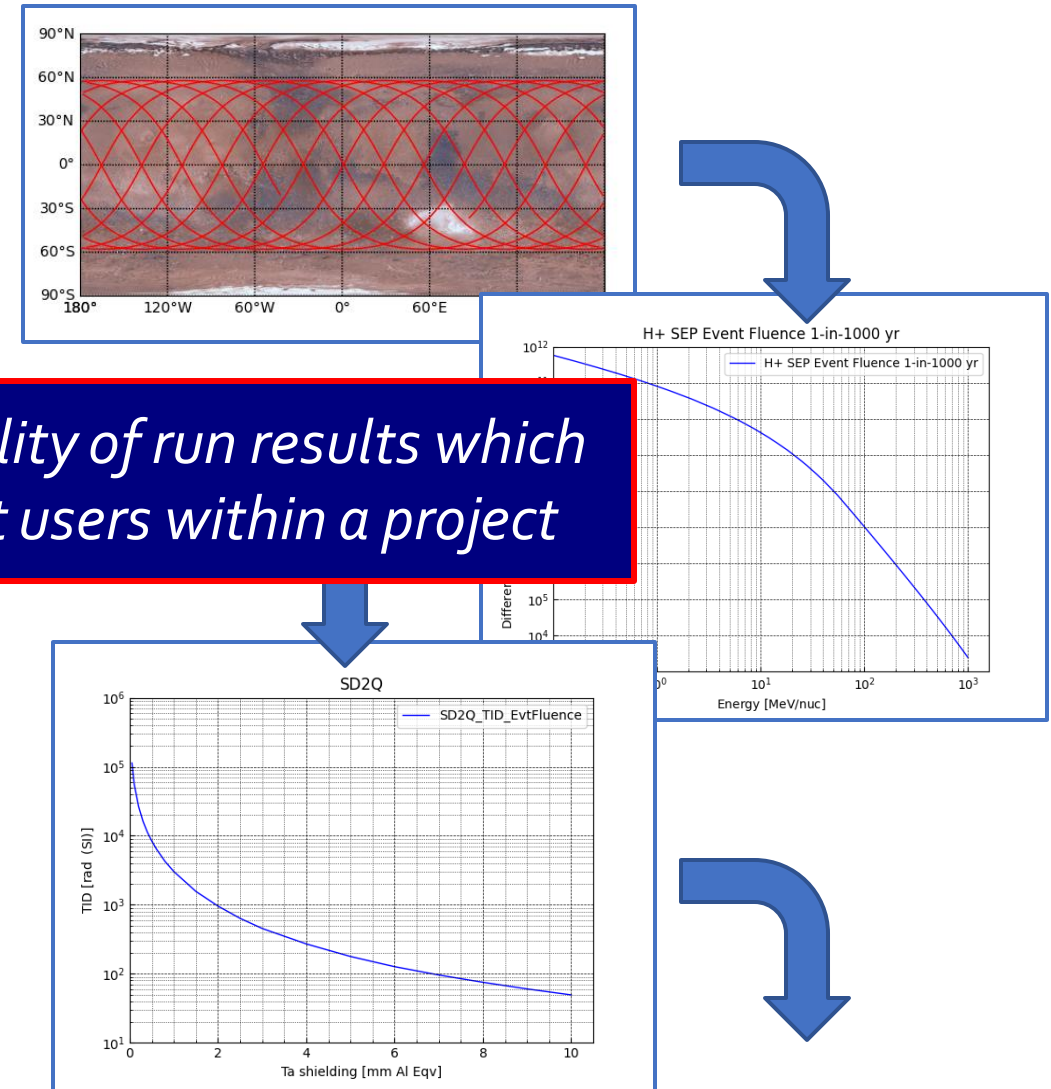 90°N
60°N
30°N
0°
30°S
60°S
90°S
180° 120°W 60°W 0° 60°E
H+ SEP Event Fluence 1-in-1000 yr
10¹²
H+ SEP Event Fluence 1-in-1000 yr
lity of run results which
t users within a project
10⁵
10⁴
10¹ 10² 10³
Energy [MeV/nuc]
SD2Q
SD2Q_TID_EvtFluence
10⁶
10⁵
10⁴
10³
10²
10¹
TID [rad (SI)]
0 2 4 6 8 10
Ta shielding [mm Al Eqv]